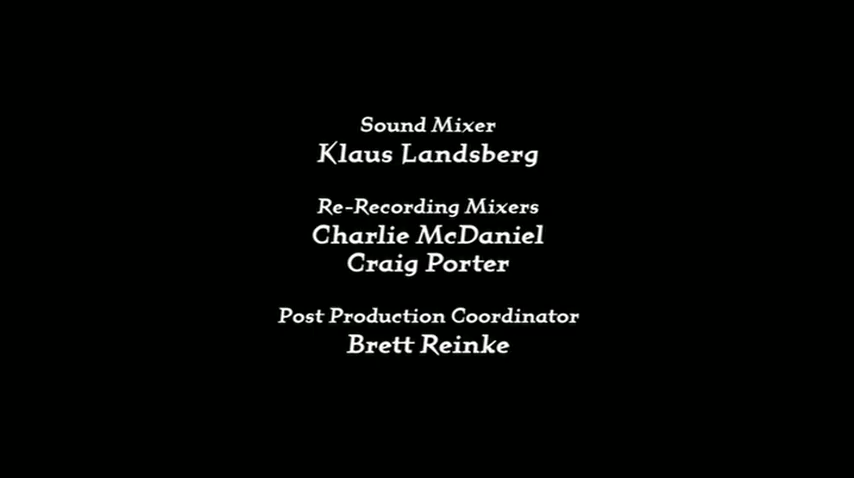 Sound Mixer
Klaus Landsberg
Re-Recording Mixers
Charlie McDaniel
Craig Porter
Post Production Coordinator
Brett Reinke